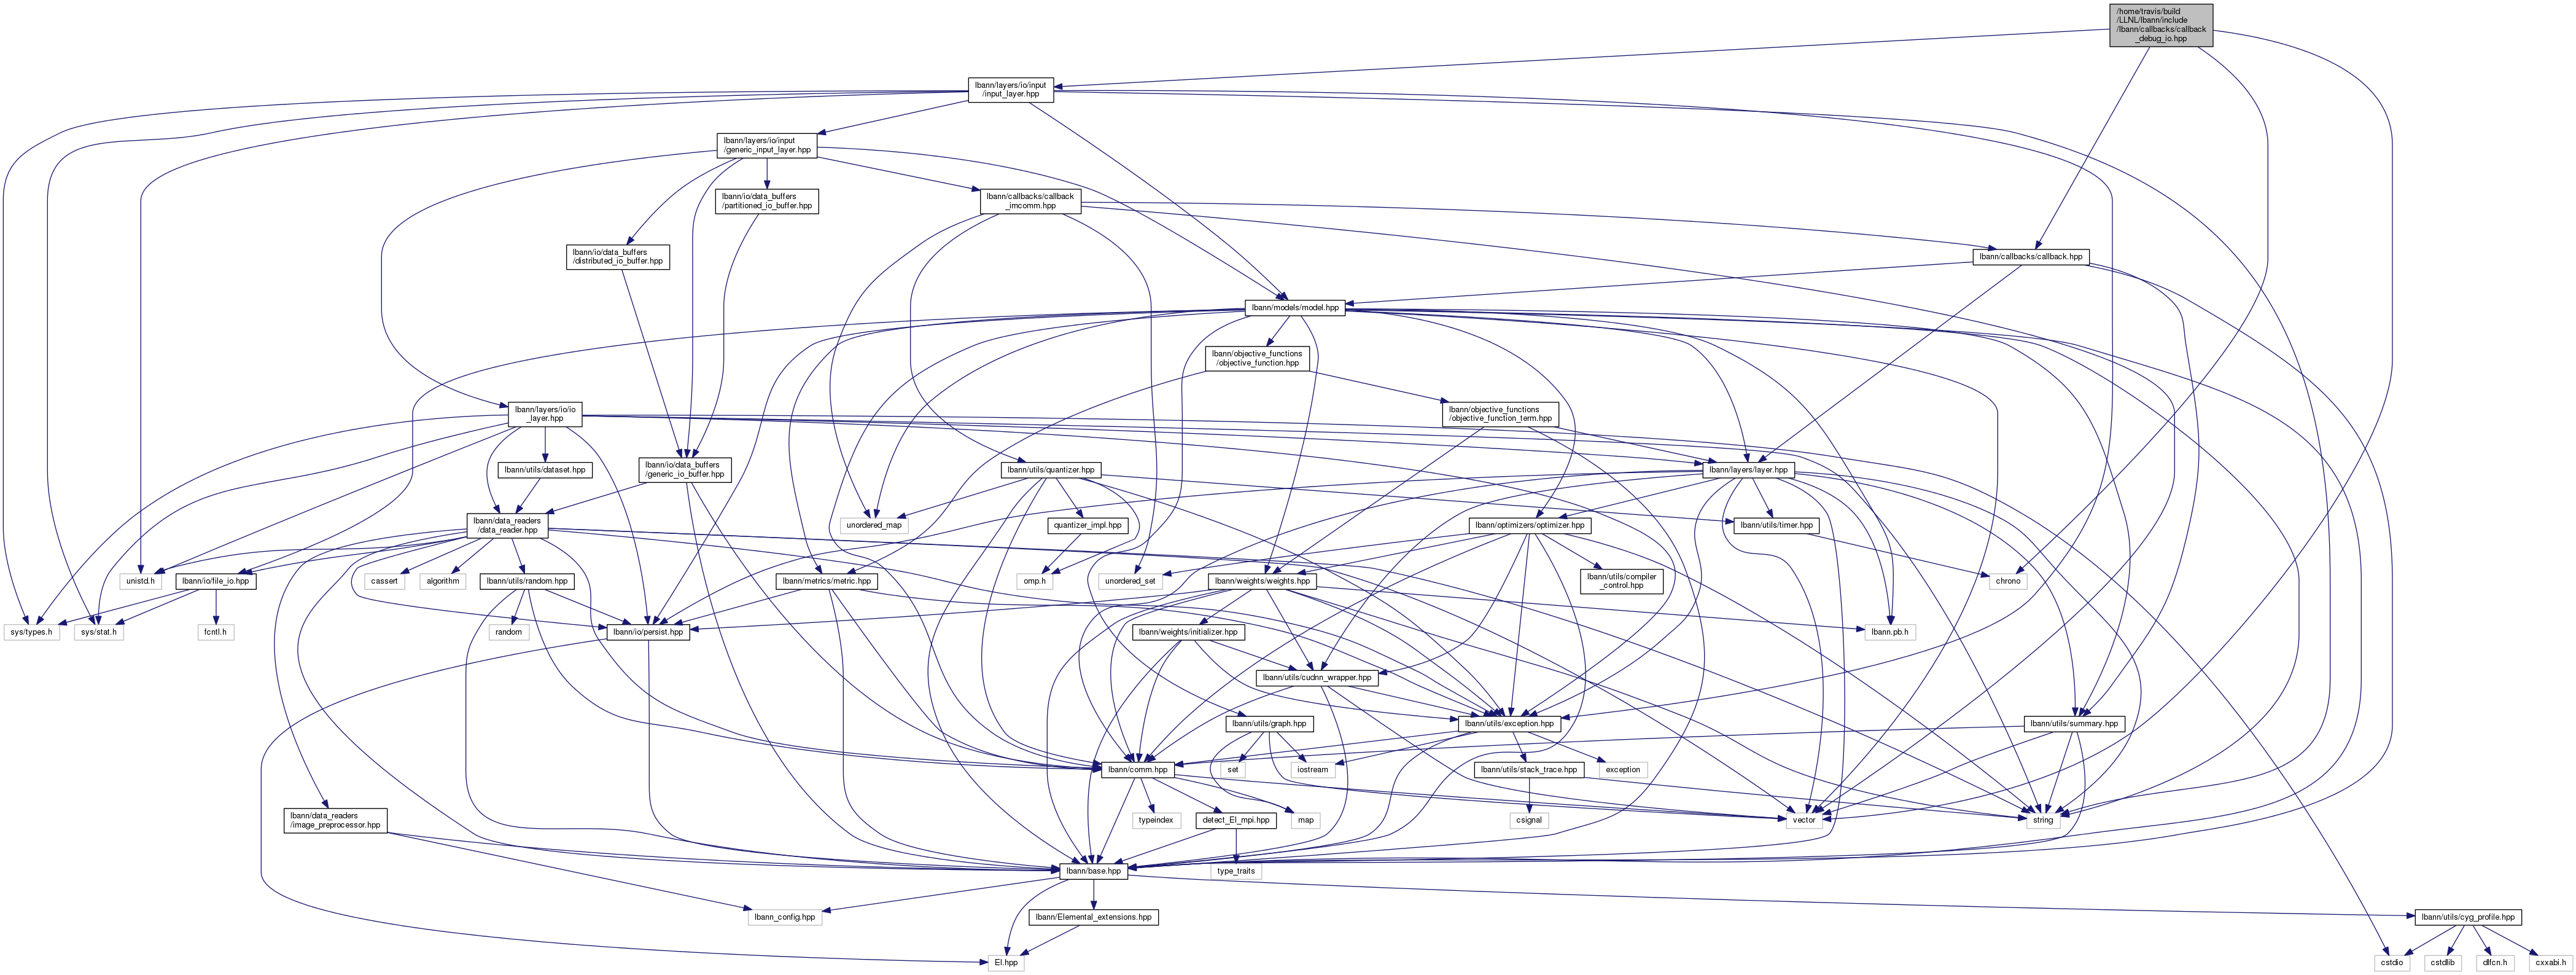 /home/travis/build
/LLNL/lbann/include
/lbann/callbacks/callback
_debug_io.hpp
lbann/layers/io/input
/input_layer.hpp
lbann/layers/io/input
/generic_input_layer.hpp
lbann/io/data_buffers
/partitioned_io_buffer.hpp
lbann/callbacks/callback
_imcomm.hpp
lbann/io/data_buffers
/distributed_io_buffer.hpp
lbann/callbacks/callback.hpp
lbann/models/model.hpp
lbann/objective_functions
/objective_function.hpp
lbann/layers/io/io
_layer.hpp
lbann/objective_functions
/objective_function_term.hpp
lbann/utils/dataset.hpp
lbann/io/data_buffers
/generic_io_buffer.hpp
lbann/utils/quantizer.hpp
lbann/layers/layer.hpp
lbann/data_readers
/data_reader.hpp
unordered_map
quantizer_impl.hpp
lbann/optimizers/optimizer.hpp
lbann/utils/timer.hpp
unistd.h
lbann/io/file_io.hpp
cassert
algorithm
lbann/utils/random.hpp
lbann/metrics/metric.hpp
omp.h
unordered_set
lbann/weights/weights.hpp
lbann/utils/compiler
_control.hpp
chrono
sys/types.h
sys/stat.h
fcntl.h
random
lbann/io/persist.hpp
lbann/weights/initializer.hpp
lbann.pb.h
lbann/utils/cudnn_wrapper.hpp
lbann/utils/graph.hpp
lbann/utils/exception.hpp
lbann/utils/summary.hpp
lbann/comm.hpp
set
iostream
lbann/utils/stack_trace.hpp
exception
lbann/data_readers
/image_preprocessor.hpp
typeindex
detect_El_mpi.hpp
map
csignal
vector
string
lbann/base.hpp
type_traits
lbann_config.hpp
lbann/Elemental_extensions.hpp
lbann/utils/cyg_profile.hpp
El.hpp
cstdio
cstdlib
dlfcn.h
cxxabi.h